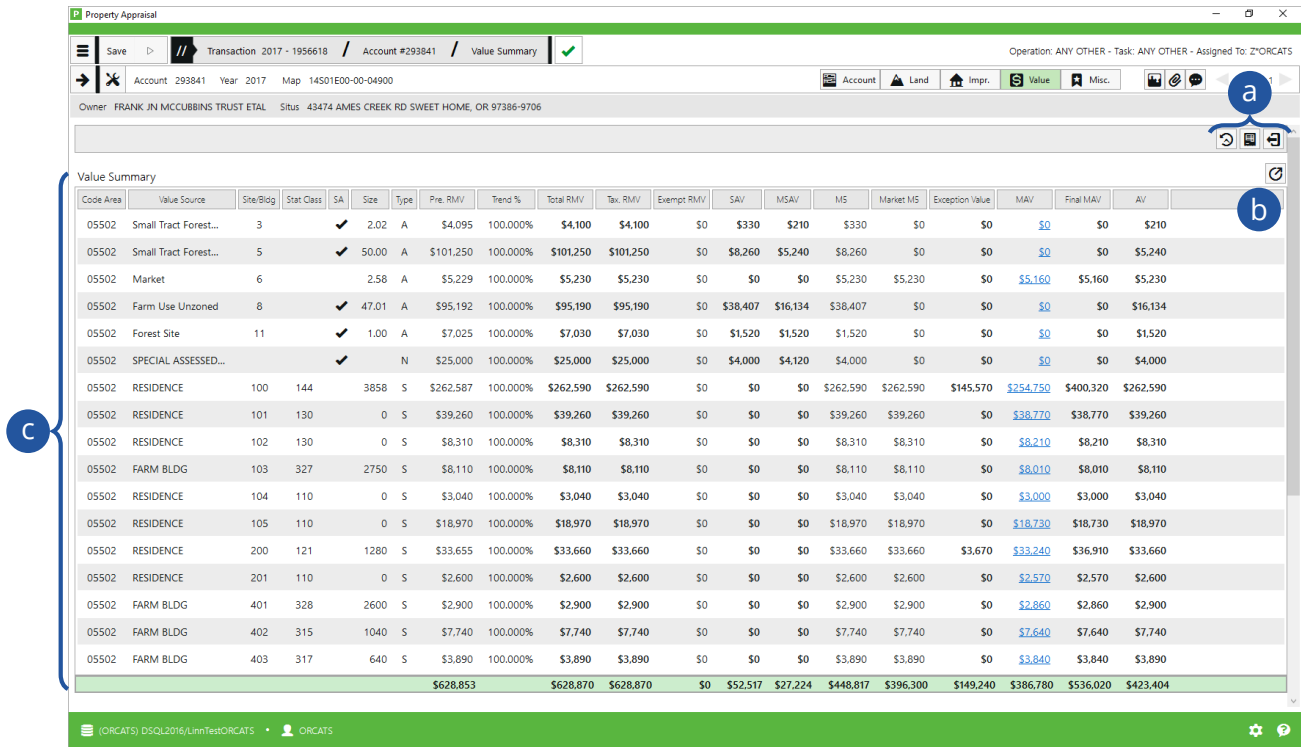 Property Appraisal
Save // Transaction 2017 - 1956618 / Account #293841 / Value Summary Operation: ANY OTHER - Task: ANY OTHER - Assigned To: Z*ORCATS
Account 293841 Year 2017 Map 14S01E00-00-04900 Account Land Impr. $ Value Misc. 1
a
Owner FRANK JN MCCUBBINS TRUST ETAL Situs 43474 AMES CREEK RD SWEET HOME, OR 97386-9706
Value Summary
Code Area Value Source Site/Bldg Stat Class SA Size Type Pre. RMV Trend % Total RMV Tax. RMV Exempt RMV SAV MSAV M5 Market M5 Exception Value MAV Final MAV AV
b
05502 Small Tract Forest... 3 ✔ 2.02 A $4,095 100.000% $4,100 $4,100 $0 $330 $210 $330 $0 $0 $0 $0 $210
05502 Small Tract Forest... 5 ✔ 50.00 A $101,250 100.000% $101,250 $101,250 $0 $8,260 $5,240 $8,260 $0 $0 $0 $0 $5,240
05502 Market 6 2.58 A $5,229 100.000% $5,230 $5,230 $0 $0 $0 $5,230 $5,230 $0 $5,160 $5,160 $5,230
05502 Farm Use Unzoned 8 ✔ 47.01 A $95,192 100.000% $95,190 $95,190 $0 $38,407 $16,134 $38,407 $0 $0 $0 $0 $16,134
05502 Forest Site 11 ✔ 1.00 A $7,025 100.000% $7,030 $7,030 $0 $1,520 $1,520 $1,520 $0 $0 $0 $0 $1,520
05502 SPECIAL ASSESSED... ✔ N $25,000 100.000% $25,000 $25,000 $0 $4,000 $4,120 $4,000 $0 $0 $0 $0 $4,000
05502 RESIDENCE 100 144 3858 S $262,587 100.000% $262,590 $262,590 $0 $0 $0 $262,590 $262,590 $145,570 $254,750 $400,320 $262,590
05502 RESIDENCE 101 130 0 S $39,260 100.000% $39,260 $39,260 $0 $0 $0 $39,260 $39,260 $0 $38,770 $38,770 $39,260
c
05502 RESIDENCE 102 130 0 S $8,310 100.000% $8,310 $8,310 $0 $0 $0 $8,310 $8,310 $0 $8,210 $8,210 $8,310
05502 FARM BLDG 103 327 2750 S $8,110 100.000% $8,110 $8,110 $0 $0 $0 $8,110 $8,110 $0 $8,010 $8,010 $8,110
05502 RESIDENCE 104 110 0 S $3,040 100.000% $3,040 $3,040 $0 $0 $0 $3,040 $3,040 $0 $3,000 $3,000 $3,040
05502 RESIDENCE 105 110 0 S $18,970 100.000% $18,970 $18,970 $0 $0 $0 $18,970 $18,970 $0 $18,730 $18,730 $18,970
05502 RESIDENCE 200 121 1280 S $33,655 100.000% $33,660 $33,660 $0 $0 $0 $33,660 $33,660 $3,670 $33,240 $36,910 $33,660
05502 RESIDENCE 201 110 0 S $2,600 100.000% $2,600 $2,600 $0 $0 $0 $2,600 $2,600 $0 $2,570 $2,570 $2,600
05502 FARM BLDG 401 328 2600 S $2,900 100.000% $2,900 $2,900 $0 $0 $0 $2,900 $2,900 $0 $2,860 $2,860 $2,900
05502 FARM BLDG 402 315 1040 S $7,740 100.000% $7,740 $7,740 $0 $0 $0 $7,740 $7,740 $0 $7,640 $7,640 $7,740
05502 FARM BLDG 403 317 640 S $3,890 100.000% $3,890 $3,890 $0 $0 $0 $3,890 $3,890 $0 $3,840 $3,840 $3,890
$628,853 $628,870 $628,870 $0 $52,517 $27,224 $448,817 $396,300 $149,240 $386,780 $536,020 $423,404
(ORCATS) DSQL2016/LinnTestORCATS • ORCATS